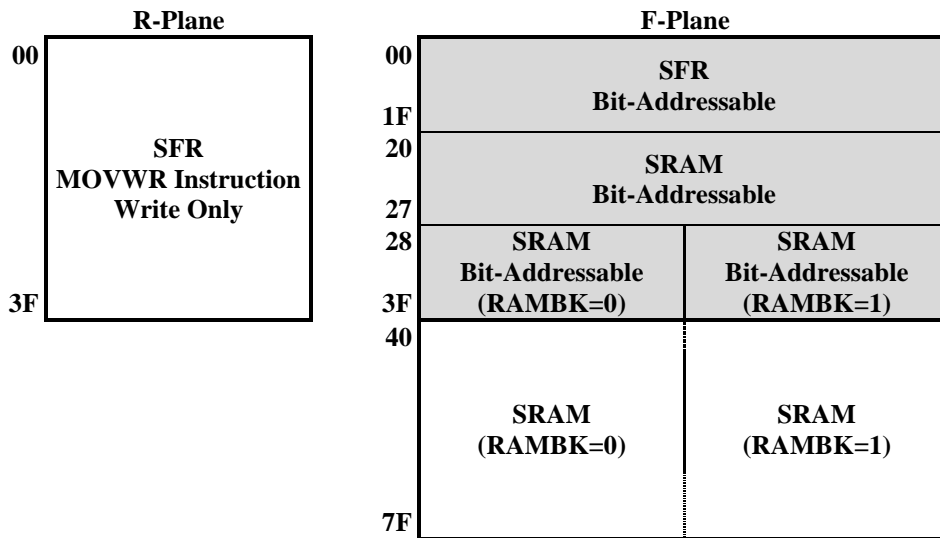 R-Plane
00
SFR
MOVWR Instruction
Write Only
3F
F-Plane
00
SFR
Bit-Addressable
1F
20
SRAM
Bit-Addressable
27
28
SRAM
Bit-Addressable
(RAMBK=0)
SRAM
Bit-Addressable
(RAMBK=1)
3F
40
SRAM
(RAMBK=0)
SRAM
(RAMBK=1)
7F